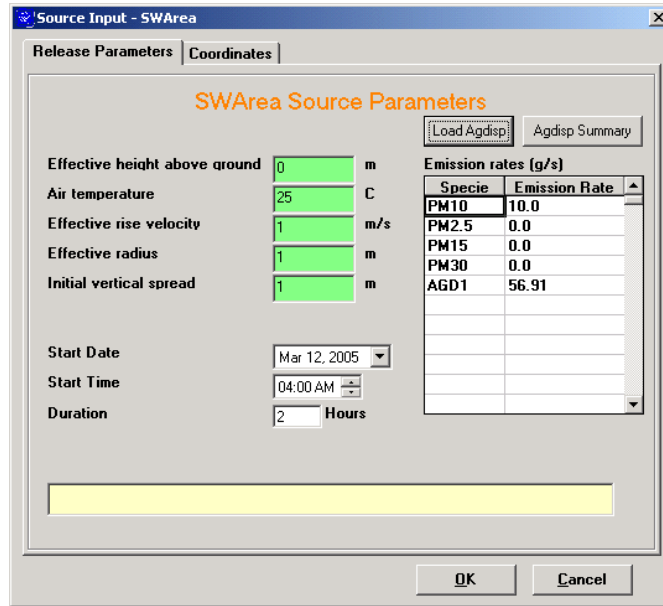 Source Input - SWArea
Release Parameters Coordinates
SWArea Source Parameters
Load Agdisp Agdisp Summary
Effective height above ground 0 m
Emission rates (g/s)
Air temperature 25 C
Specie Emission Rate
PM10 10.0
Effective rise velocity 1 m/s
PM2.5 0.0
PM15 0.0
Effective radius 1 m
PM30 0.0
Initial vertical spread 1 m
AGD1 56.91
Start Date Mar 12, 2005
Start Time 04:00 AM
Duration 2 Hours
OK Cancel